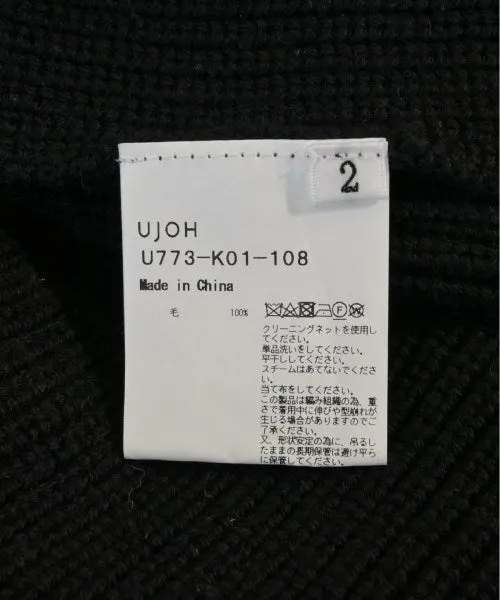 2
UJOH
U773-K01-108
Made in China
毛 100%
クリーニングネットを使用し
てください。
単品洗いをしてください。
平干ししてください。
スチームはあてないでくださ
い。
当て布をしてください。
この製品は編み組織の為、重
さで着用中に伸びや型崩れが
生じる場合がありますのでご
了承ください。
又、形状安定の為に、吊るし
たままの長期保管は避け平ら
に保管してください。